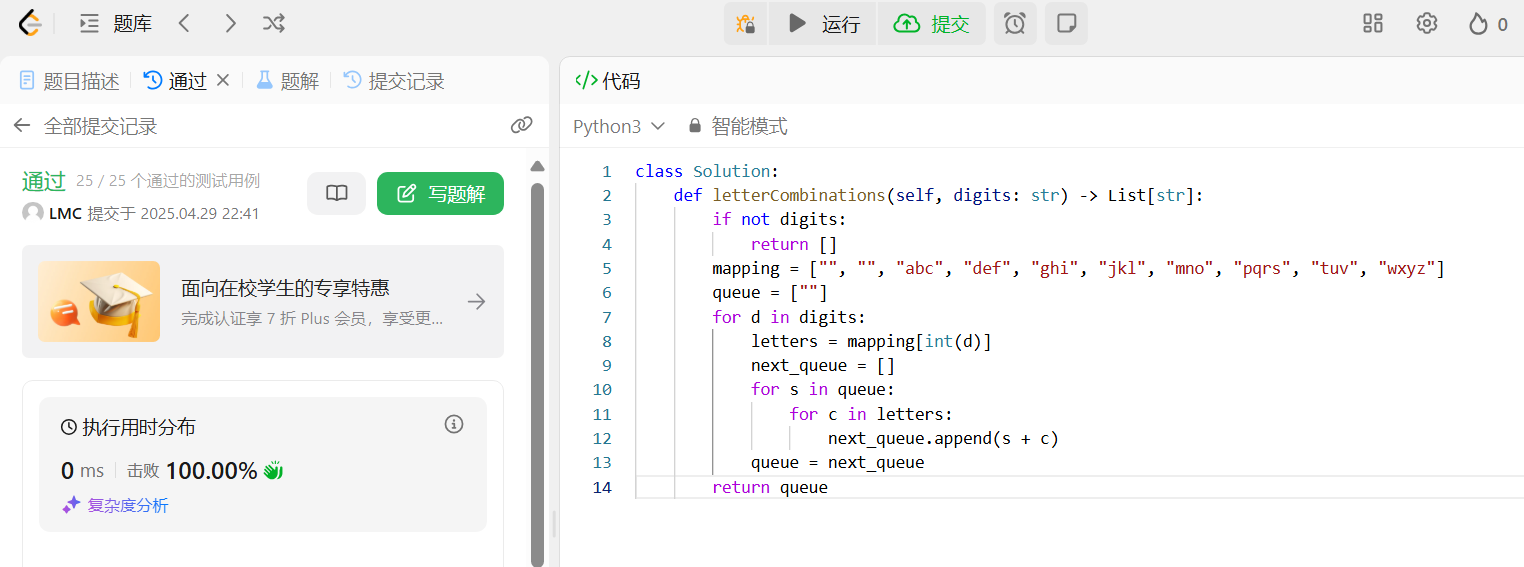 题库
运行
提交
0
题目描述
通过
题解
提交记录
代码
全部提交记录
Python3
智能模式
通过 25 / 25 个通过的测试用例
LMC 提交于 2025.04.29 22:41
写题解
面向在校学生的专享特惠
完成认证享 7 折 Plus 会员，享受更...
执行用时分布
0 ms 击败 100.00%
复杂度分析
1 class Solution:
2     def letterCombinations(self, digits: str) -> List[str]:
3         if not digits:
4             return []
5         mapping = ["", "", "abc", "def", "ghi", "jkl", "mno", "pqrs", "tuv", "wxyz"]
6         queue = [""]
7         for d in digits:
8             letters = mapping[int(d)]
9             next_queue = []
10             for s in queue:
11                 for c in letters:
12                     next_queue.append(s + c)
13             queue = next_queue
14         return queue